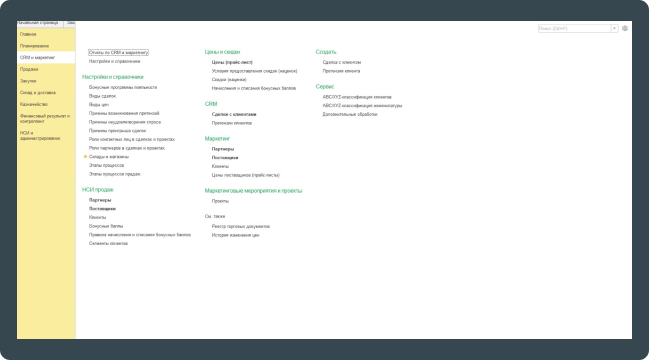 Начальная страница
Главное
Планирование
CRM и маркетинг
Продажи
Закупки
Склад и доставка
Казначейство
Финансовый результат и
контроллинг
НСИ и
администрирование
Поиск (Ctrl+F)
Отчеты по CRM и маркетингу
Настройки и справочники
Настройки и справочники
Бонусные программы лояльности
Виды сделок
Виды цен
Причины возникновения претензий
Причины неудовлетворения спроса
Причины проигрыша сделок
Роли контактных лиц в сделках и проектах
Роли партнеров в сделках и проектах
Склады и магазины
Этапы процессов
Этапы процессов продаж
НСИ продаж
Партнеры
Поставщики
Клиенты
Бонусные баллы
Правила начисления и списания бонусных баллов
Сегменты клиентов
Цены и скидки
Цены (прайс-лист)
Условия предоставления скидок (наценок)
Скидки (наценки)
Начисление и списание бонусных баллов
CRM
Сделки с клиентами
Претензии клиентов
Маркетинг
Партнеры
Поставщики
Клиенты
Цены поставщиков (прайс-листы)
Маркетинговые мероприятия и проекты
Проекты
См. также
Реестр торговых документов
История изменения цен
Создать
Сделка с клиентом
Претензия клиента
Сервис
ABC/XYZ-классификация клиентов
ABC/XYZ-классификация номенклатуры
Дополнительные обработки